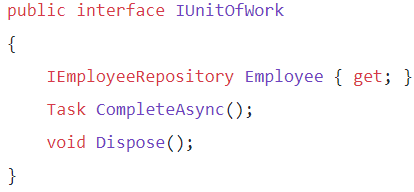 public interface IUnitOfWork
{
    IEmployeeRepository Employee { get; }
    Task CompleteAsync();
    void Dispose();
}